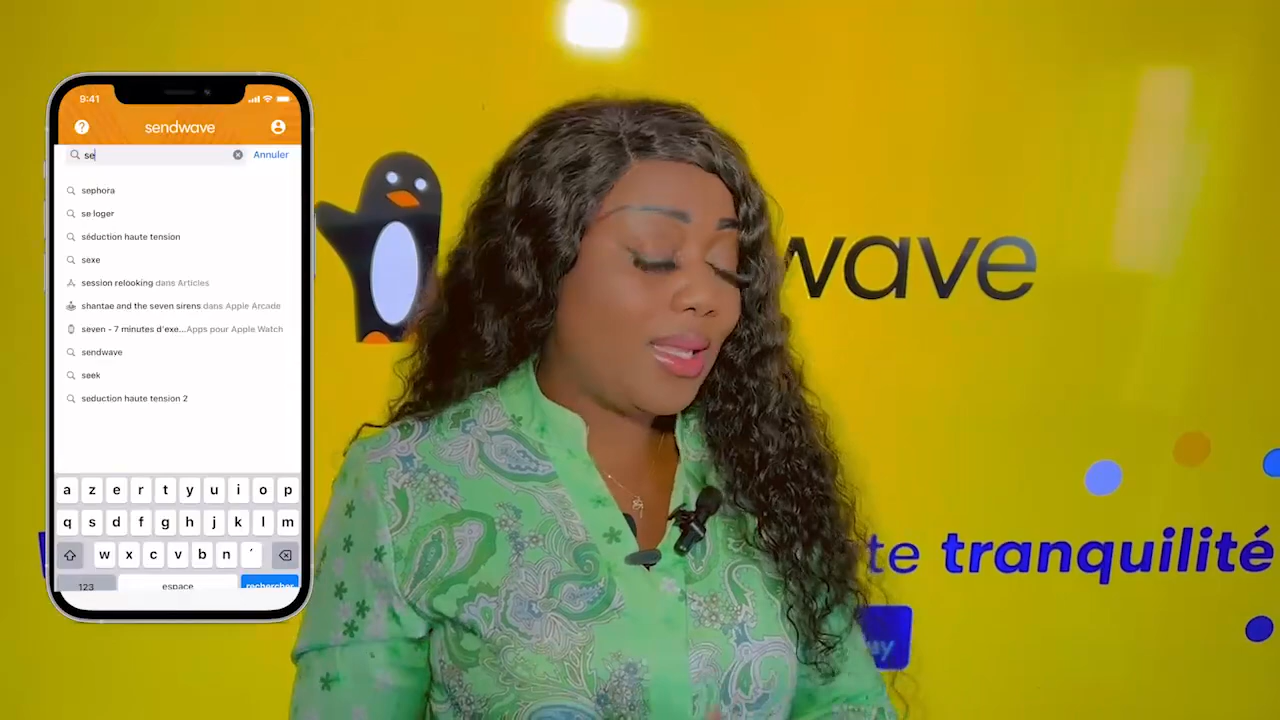 9:41
sendwave
se
Annuler
sephora
se loger
séduction haute tension
sexe
session relooking dans Articles
shantae and the seven sirens dans Apple Arcade
seven - 7 minutes d'exe...Apps pour Apple Watch
sendwave
seek
seduction haute tension 2
a z e r t y u i o p
q s d f g h j k l m
w x c v b n ´
123 espace rechercher
wave
te tranquilité